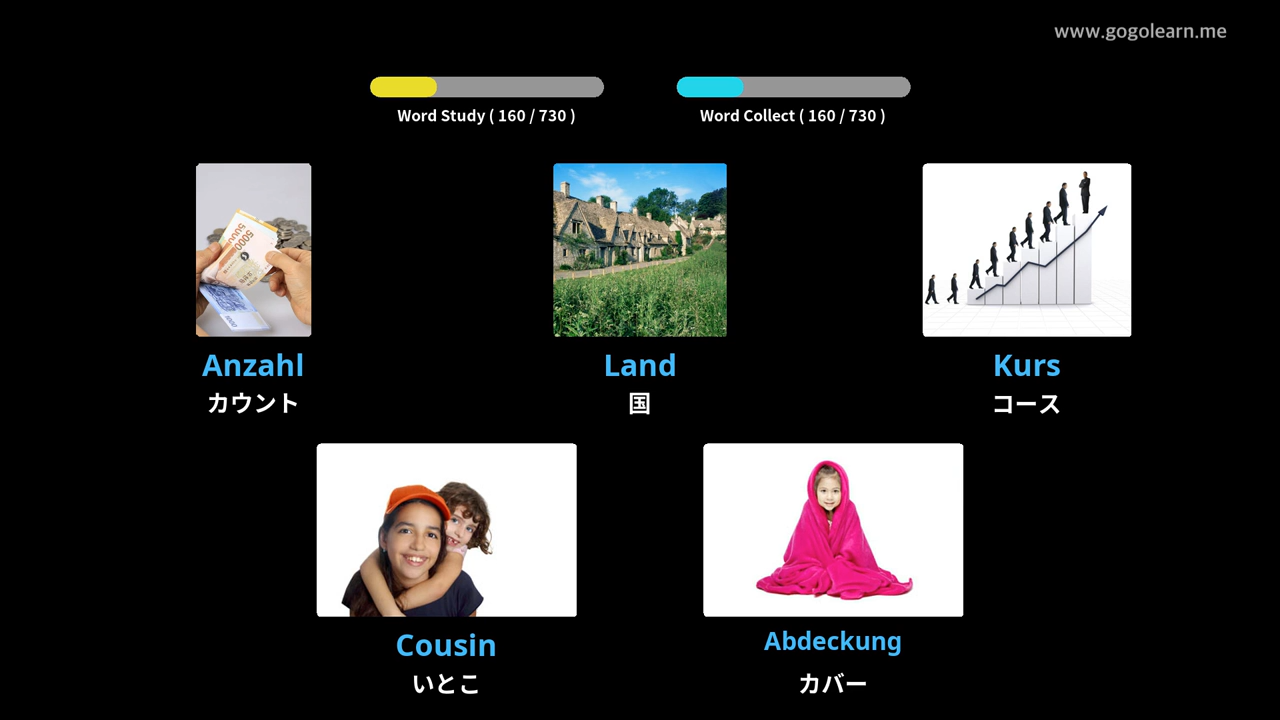 www.gogolearn.me
Word Study ( 160 / 730 )
Word Collect ( 160 / 730 )
Anzahl
カウント
Land
国
Kurs
コース
Cousin
いとこ
Abdeckung
カバー